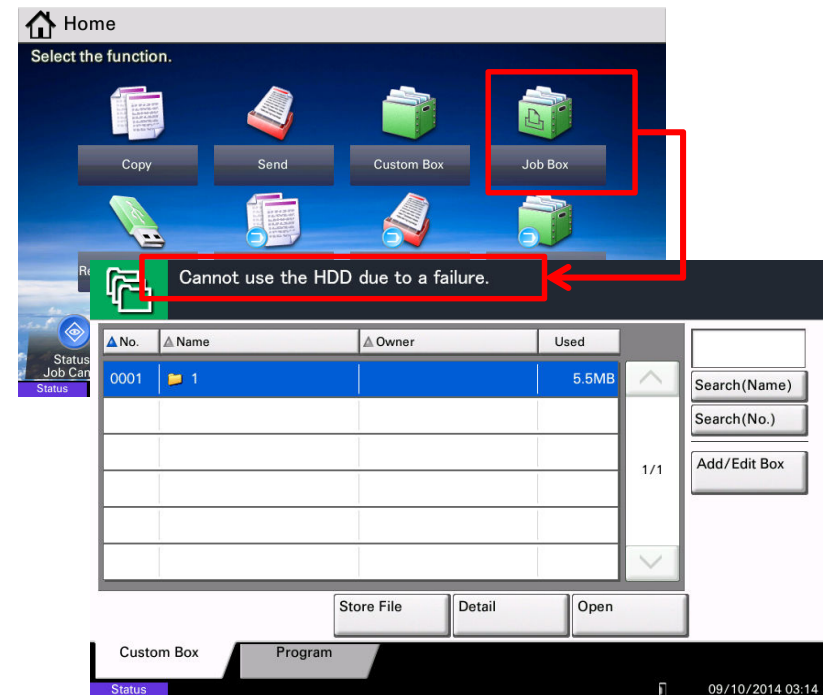 Home
Select the function.
Copy
Send
Custom Box
Job Box
Cannot use the HDD due to a failure.
No.
Name
Owner
Used
0001
1
5.5MB
Search(Name)
Search(No.)
1/1
Add/Edit Box
Status
Job Can
Status
Store File
Detail
Open
Custom Box
Program
Status
09/10/2014 03:14